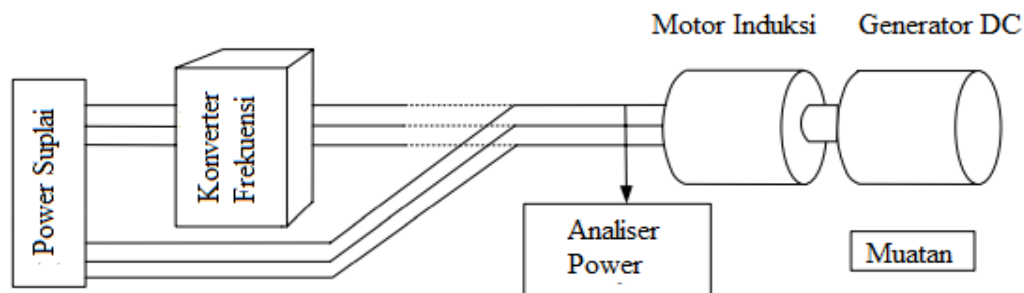 Motor Induksi
Generator DC
Power Suplai
Konverter
Frekuensi
Analiser
Power
Muatan